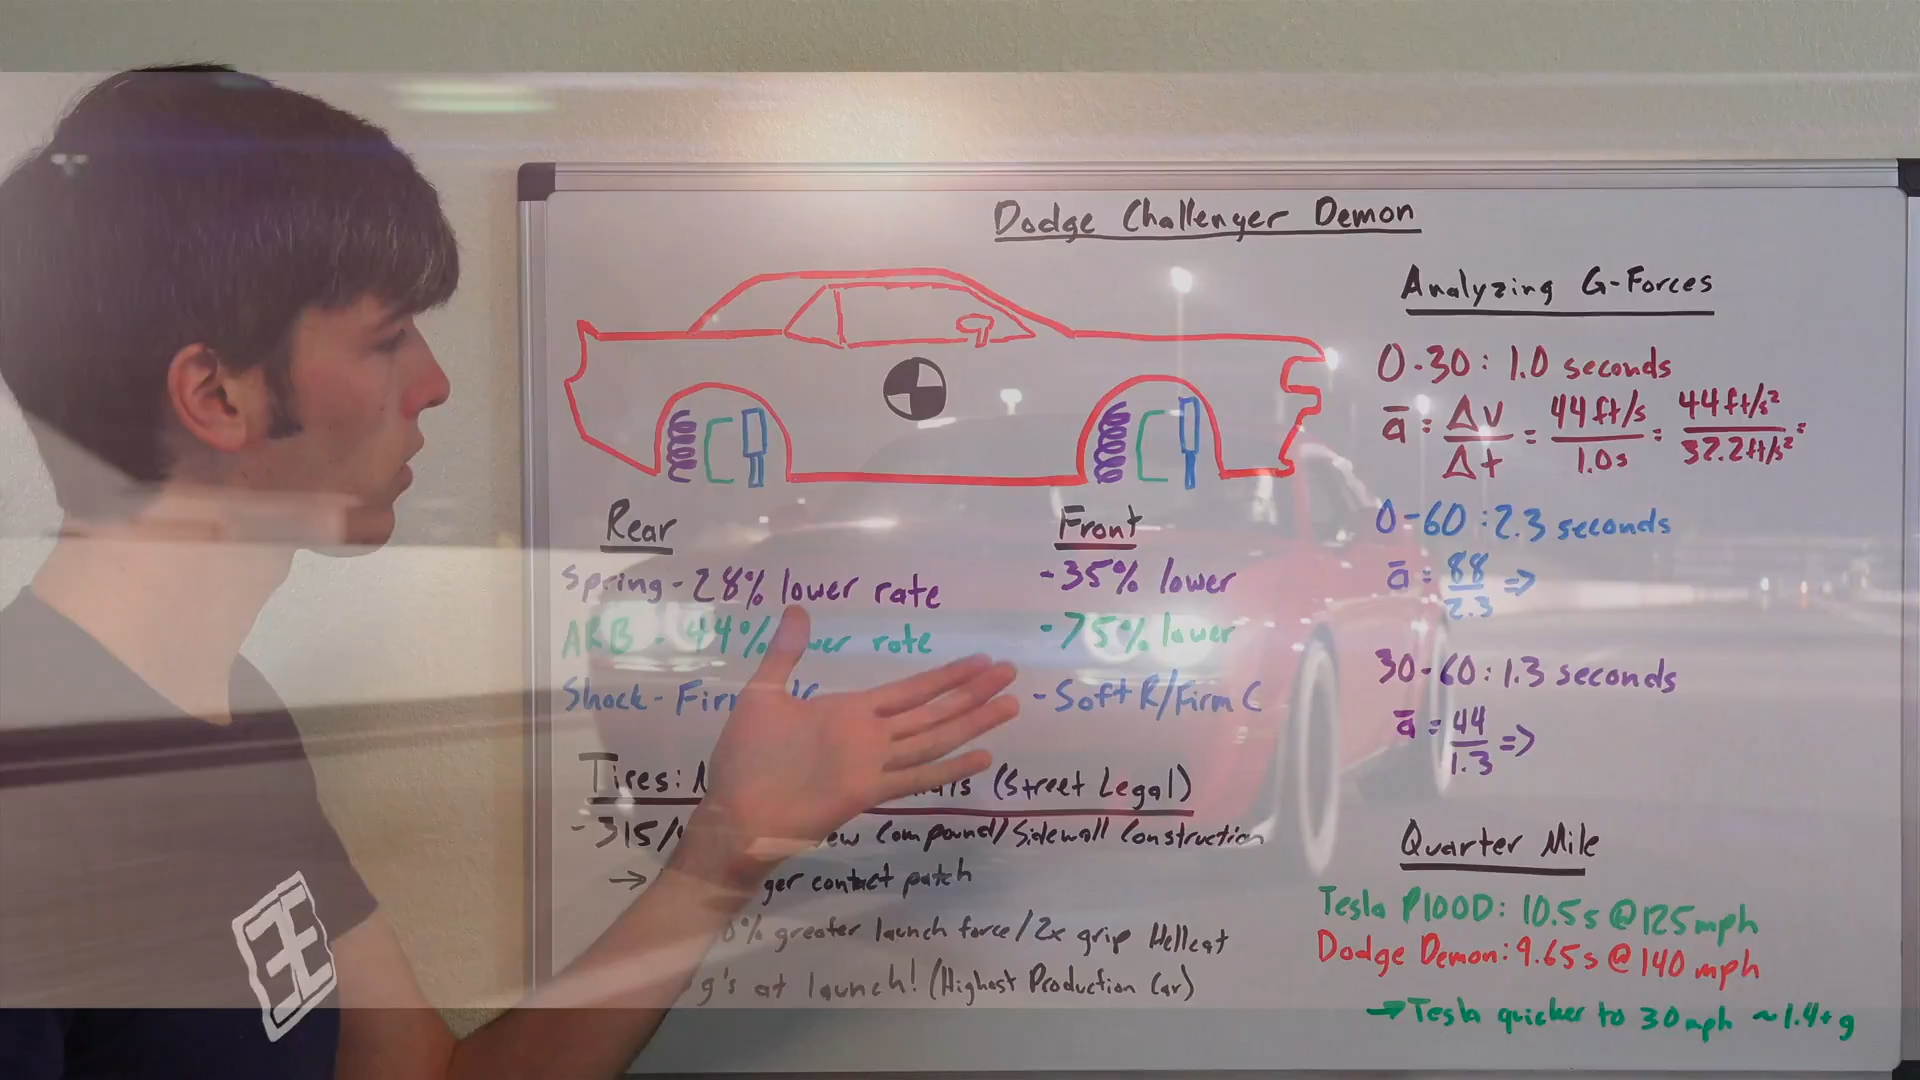 Dodge Challenger Demon
Rear
Spring - 28% lower rate
ARB - 44% lower rate
Shock - Firm
Front
- 35% lower
- 75% lower
- Soft R/Firm C
Tires: (Street Legal)
- 315/ Compound/Sidewall Construction
→ contact patch
greater launch force/2x grip Hellcat
g's at launch! (Highest Production Car)
Analyzing G-Forces
0-30: 1.0 seconds
a̅ = ΔV/Δt = 44 ft/s / 1.0s = 44 ft/s² / 32.2 ft/s² =
0-60: 2.3 seconds
a̅ = 88/2.3 =>
30-60: 1.3 seconds
a̅ = 44/1.3 =>
Quarter Mile
Tesla P100D: 10.5s @ 125 mph
Dodge Demon: 9.65s @ 140 mph
→ Tesla quicker to 30 mph ~1.4+ g